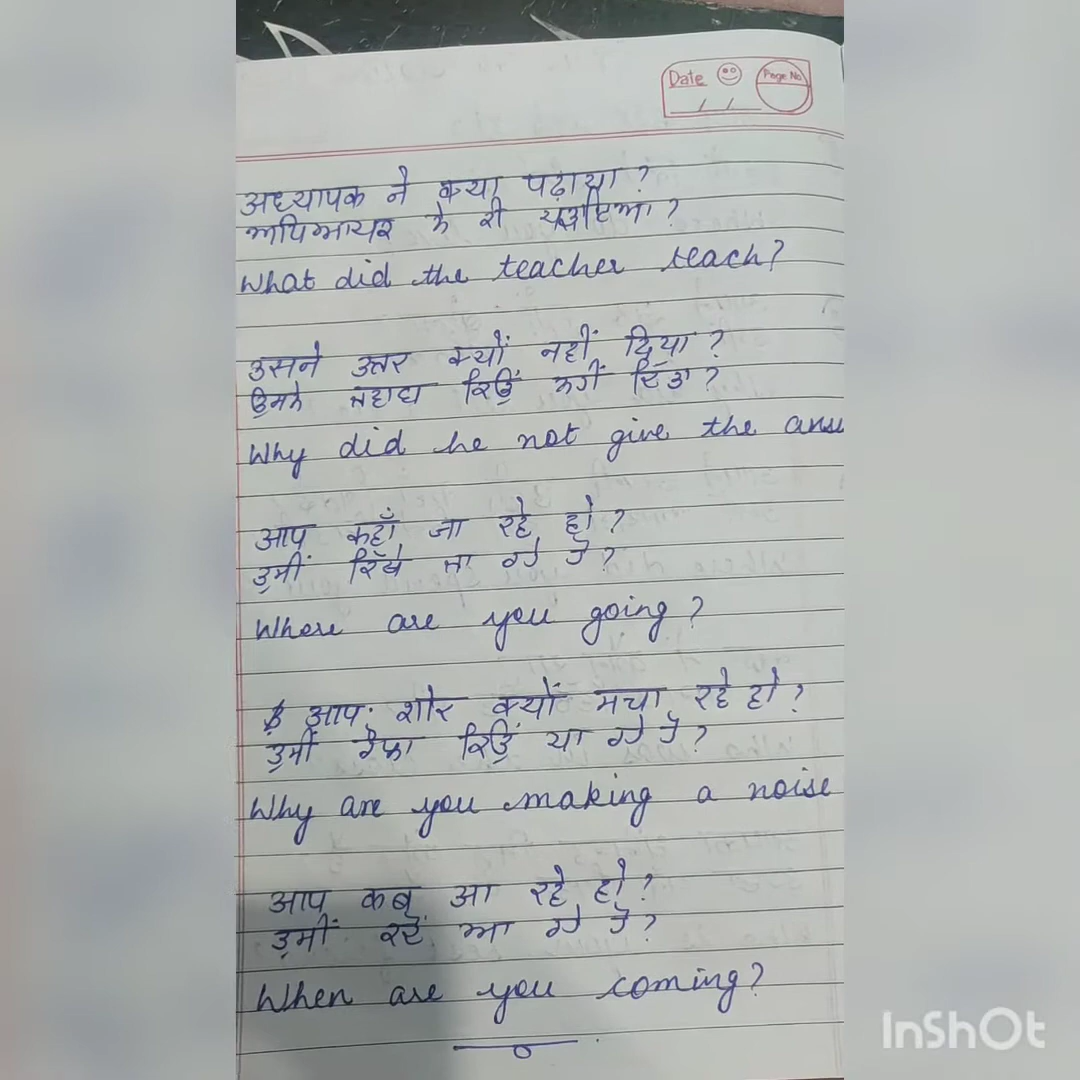 Date
Page No.
अध्यापक ने क्या पढ़ाया ?
ਅਧਿਆਪਕ ਨੇ ਕੀ ਪੜ੍ਹਾਇਆ ?
What did the teacher teach?
उसने उत्तर क्यों नहीं दिया ?
ਉਸਨੇ ਜਵਾਬ ਕਿਉਂ ਨਹੀਂ ਦਿੱਤਾ ?
Why did he not give the
आप कहाँ जा रहे हो ?
ਤੁਸੀਂ ਕਿੱਥੇ ਜਾ ਰਹੇ ਹੋ ?
Where are you going ?
आप शोर क्यों मचा रहे हो ?
ਤੁਸੀਂ ਰੌਲਾ ਕਿਉਂ ਪਾ ਰਹੇ ਹੋ ?
Why are you making a noise
आप कब आ रहे हो ?
ਤੁਸੀਂ ਕਦੋਂ ਆ ਰਹੇ ਹੋ ?
When are you coming?
InShOt